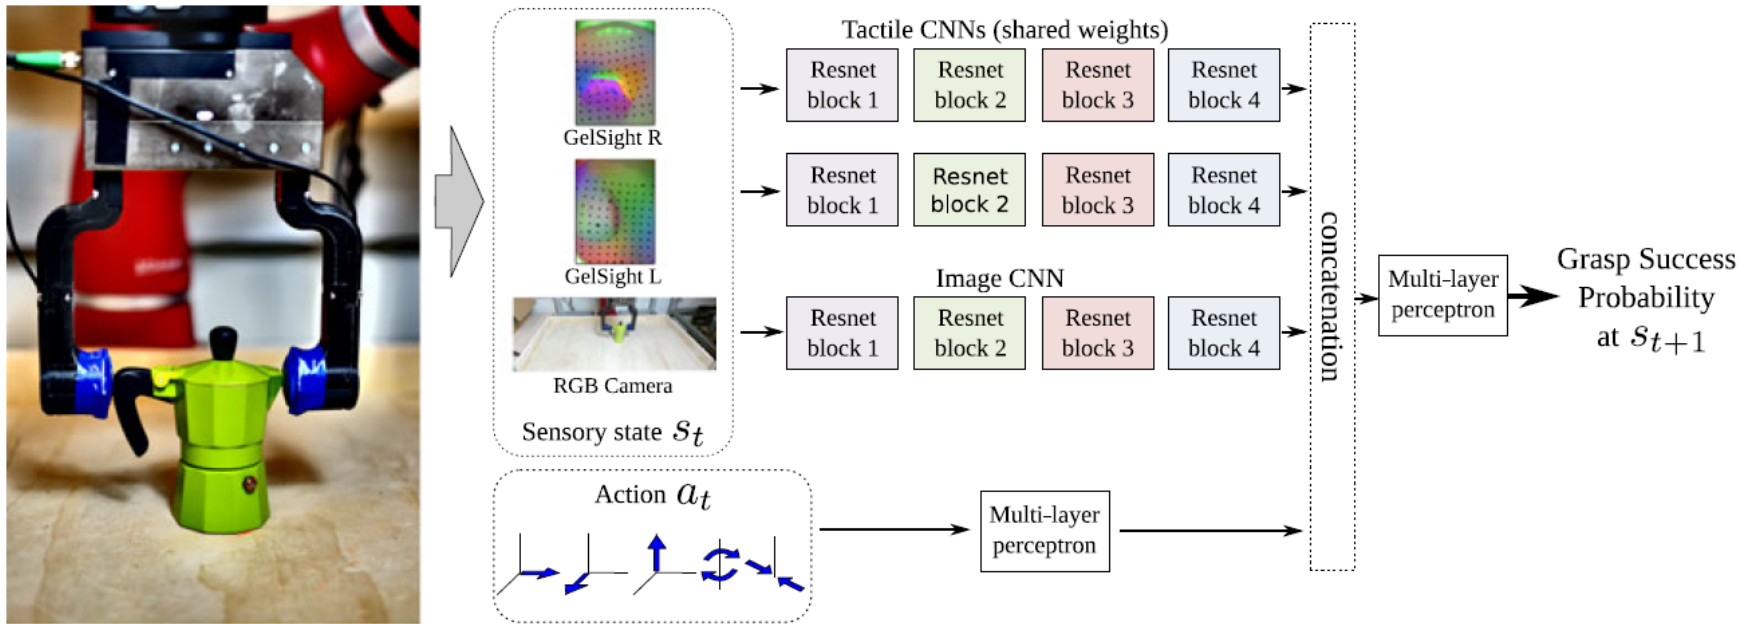 Tactile CNNs (shared weights)
GelSight R
Resnet
block 1
Resnet
block 2
Resnet
block 3
Resnet
block 4
GelSight L
Resnet
block 1
Resnet
block 2
Resnet
block 3
Resnet
block 4
Image CNN
RGB Camera
Resnet
block 1
Resnet
block 2
Resnet
block 3
Resnet
block 4
Sensory state s_t
Action a_t
Multi-layer
perceptron
concatenation
Multi-layer
perceptron
Grasp Success
Probability
at s_{t+1}